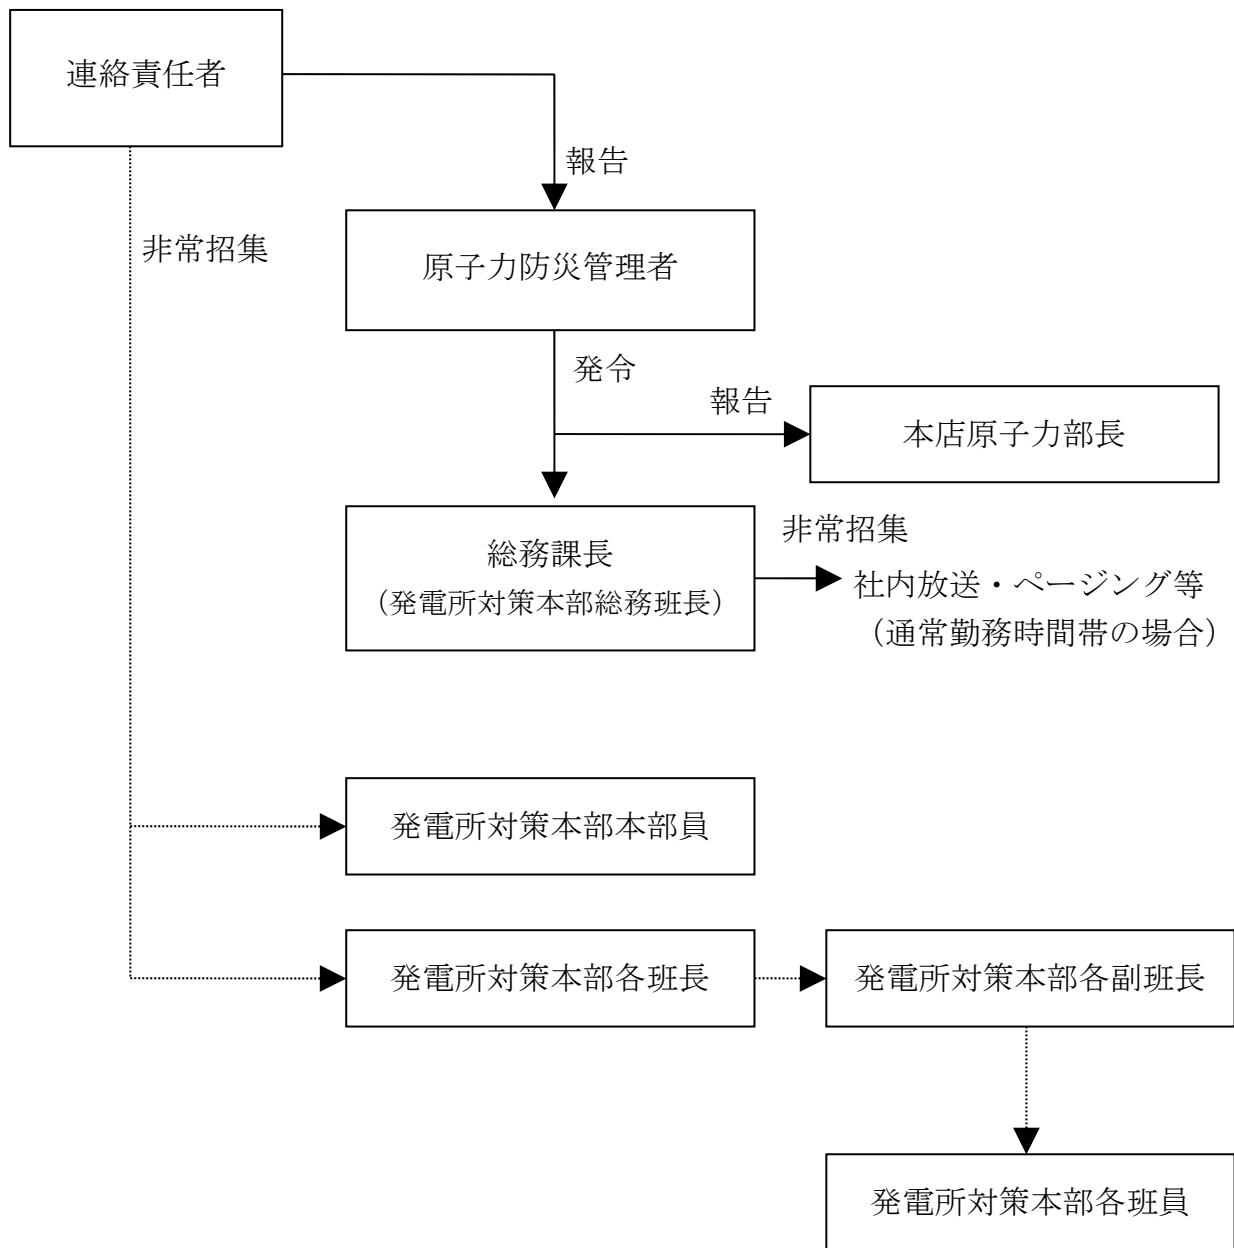 連絡責任者
報告
非常招集
原子力防災管理者
発令
報告
本店原子力部長
総務課長
（発電所対策本部総務班長）
非常招集
社内放送・ページング等
（通常勤務時間帯の場合）
発電所対策本部本部員
発電所対策本部各班長
発電所対策本部各副班長
発電所対策本部各班員